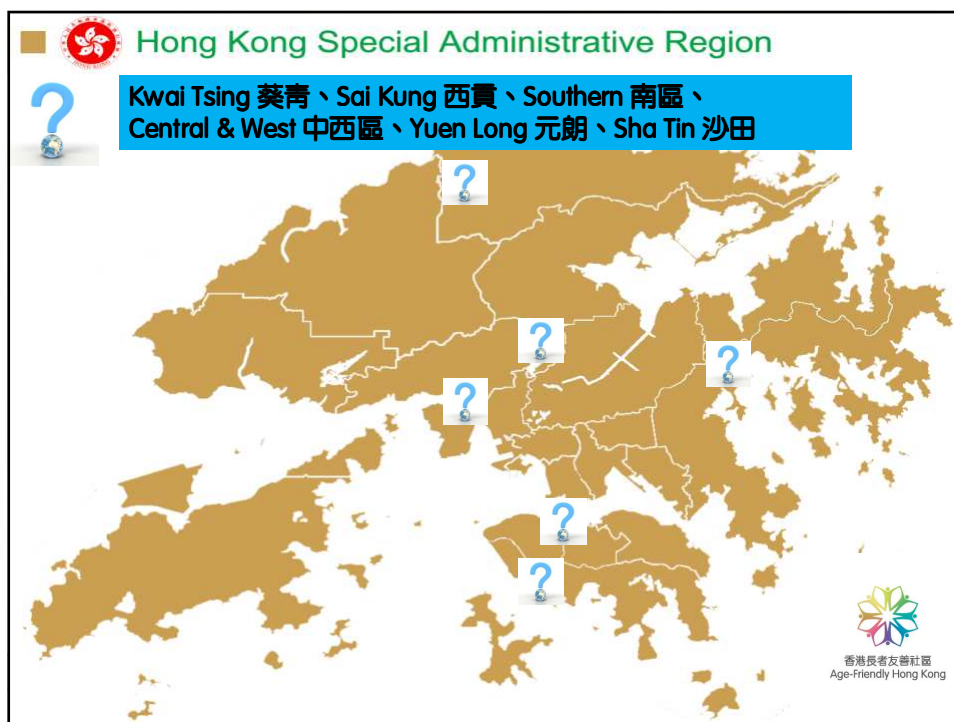 Hong Kong Special Administrative Region
Kwai Tsing 葵青、Sai Kung 西貢、Southern 南區、
Central & West 中西區、Yuen Long 元朗、Sha Tin 沙田
香港長者友善社區
Age-Friendly Hong Kong